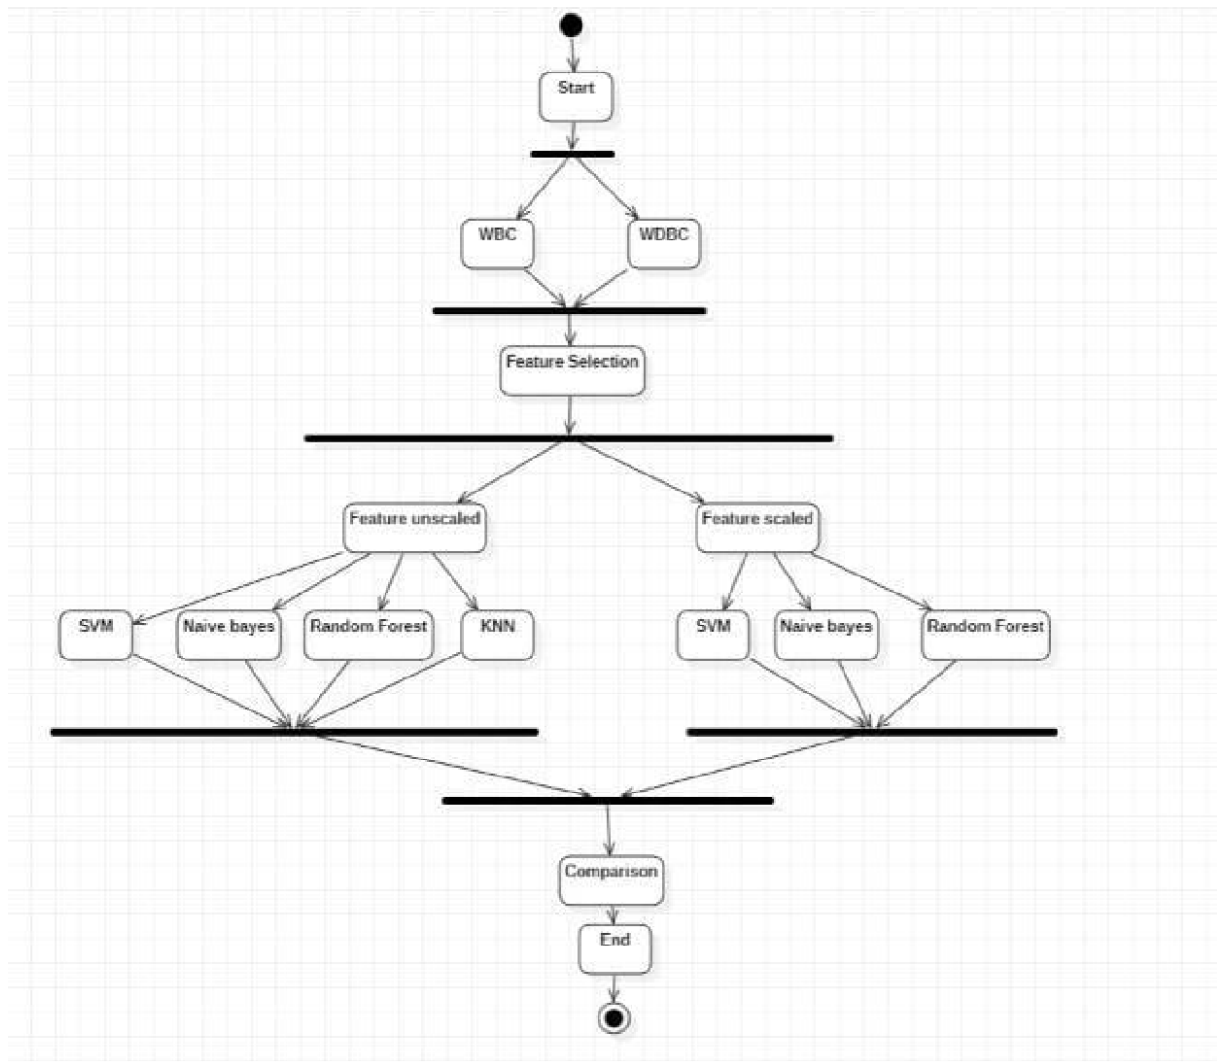 Start
WBC
WDBC
Feature Selection
Feature unscaled
Feature scaled
SVM
Naive bayes
Random Forest
KNN
SVM
Naive bayes
Random Forest
Comparison
End